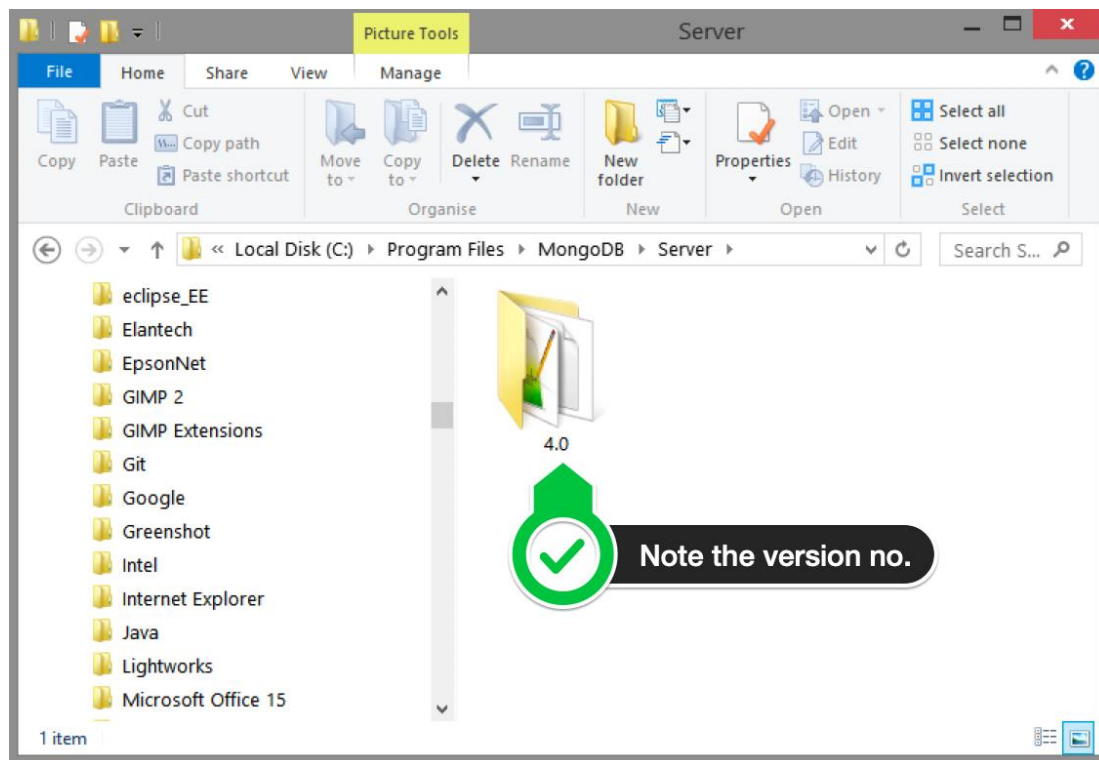 Picture Tools
Server
File Home Share View Manage
Copy
Paste
Cut
Copy path
Paste shortcut
Clipboard
Move to
Copy to
Delete
Rename
Organise
New folder
New
Properties
Open
Edit
History
Open
Select all
Select none
Invert selection
Select
« Local Disk (C:) Program Files MongoDB Server
Search S...
eclipse_EE
Elantech
EpsonNet
GIMP 2
GIMP Extensions
Git
Google
Greenshot
Intel
Internet Explorer
Java
Lightworks
Microsoft Office 15
4.0
Note the version no.
1 item